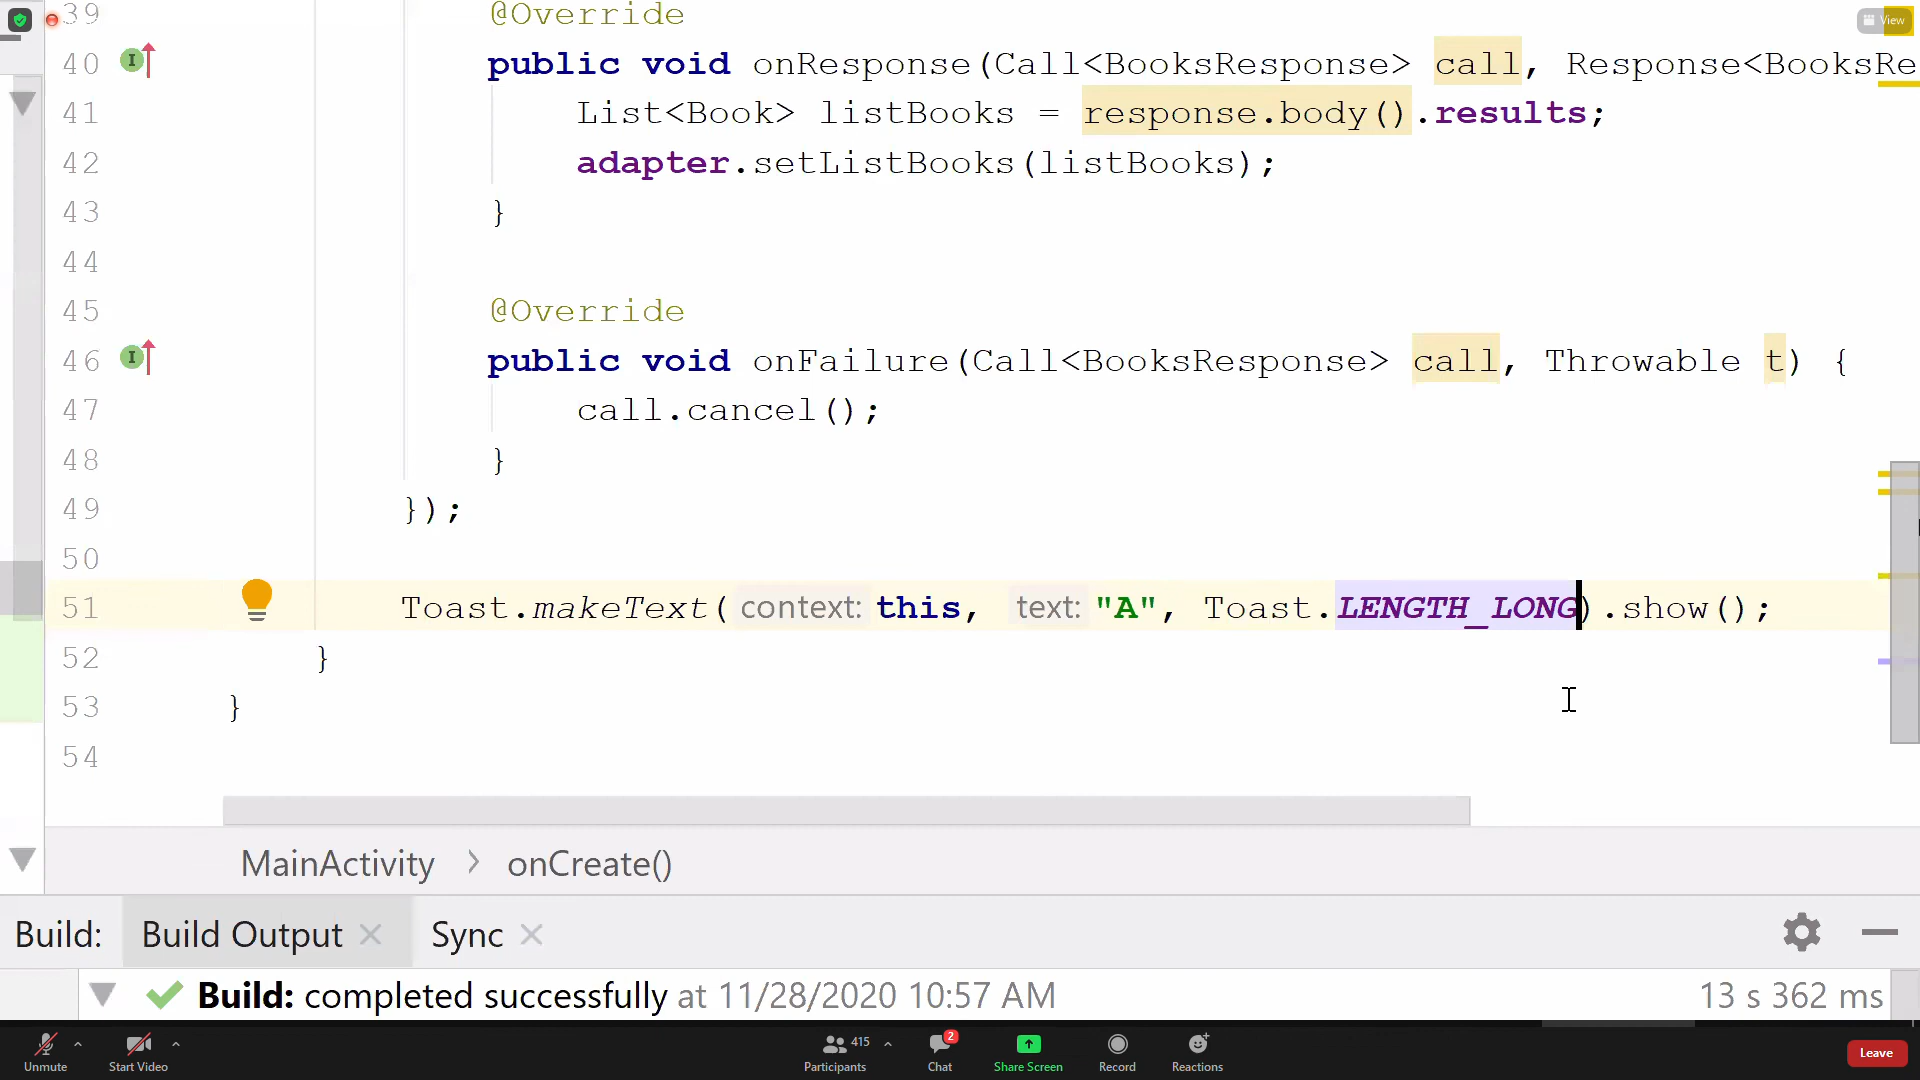 View
39 @Override
40 public void onResponse(Call<BooksResponse> call, Response<BooksRe
41 List<Book> listBooks = response.body().results;
42 adapter.setListBooks(listBooks);
43 }
44
45 @Override
46 public void onFailure(Call<BooksResponse> call, Throwable t) {
47 call.cancel();
48 }
49 });
50
51 Toast.makeText( context: this, text: "A", Toast.LENGTH_LONG).show();
52 }
53 }
54
MainActivity > onCreate()
Build: Build Output Sync
Build: completed successfully at 11/28/2020 10:57 AM 13 s 362 ms
415 2
Unmute Start Video Participants Chat Share Screen Record Reactions Leave